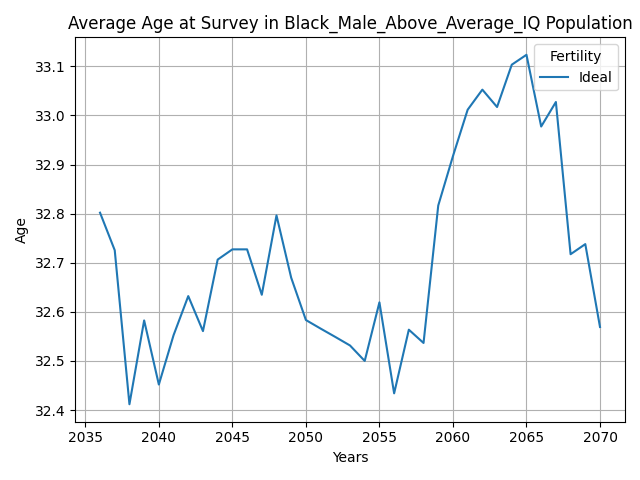 Average Age at Survey in Black_Male_Above_Average_IQ Population
Fertility
Ideal
33.1
33.0
32.9
32.8
32.7
32.6
32.5
32.4
Age
2035 2040 2045 2050 2055 2060 2065 2070
Years